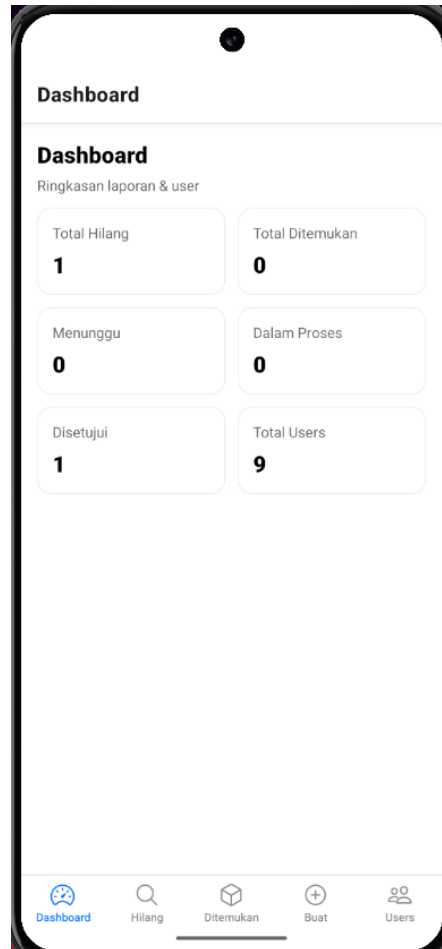 Dashboard
Dashboard
Ringkasan laporan & user
Total Hilang
1
Total Ditemukan
0
Menunggu
0
Dalam Proses
0
Disetujui
1
Total Users
9
Dashboard
Hilang
Ditemukan
Buat
Users